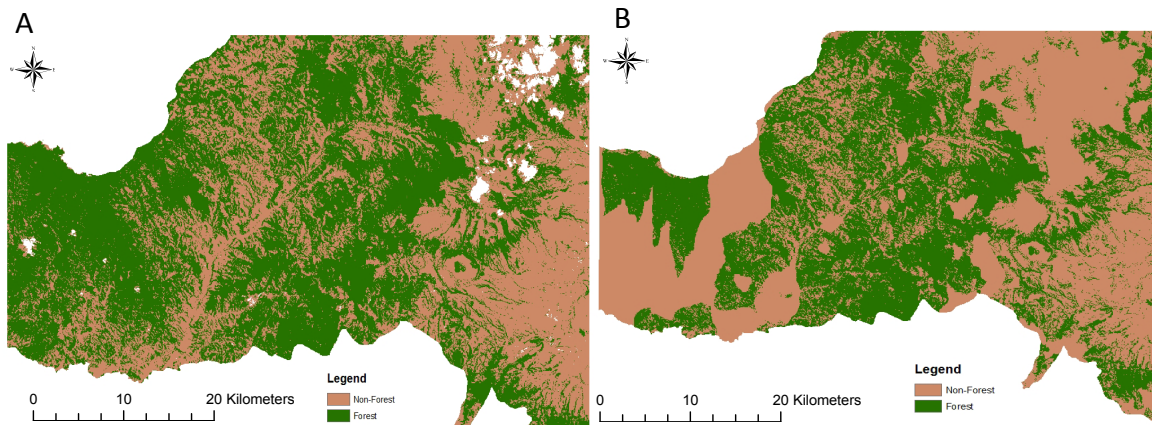 A
N
W
E
S
Legend
Non-Forest
Forest
0 10 20 Kilometers
B
N
W
E
S
Legend
Non-Forest
Forest
0 10 20 Kilometers